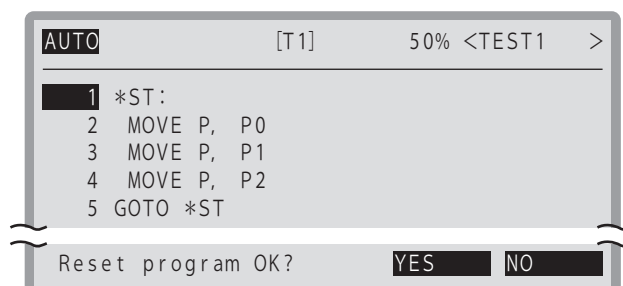 AUTO [T1] 50% <TEST1 >
1 *ST:
2 MOVE P, P0
3 MOVE P, P1
4 MOVE P, P2
5 GOTO *ST
Reset program OK? YES NO